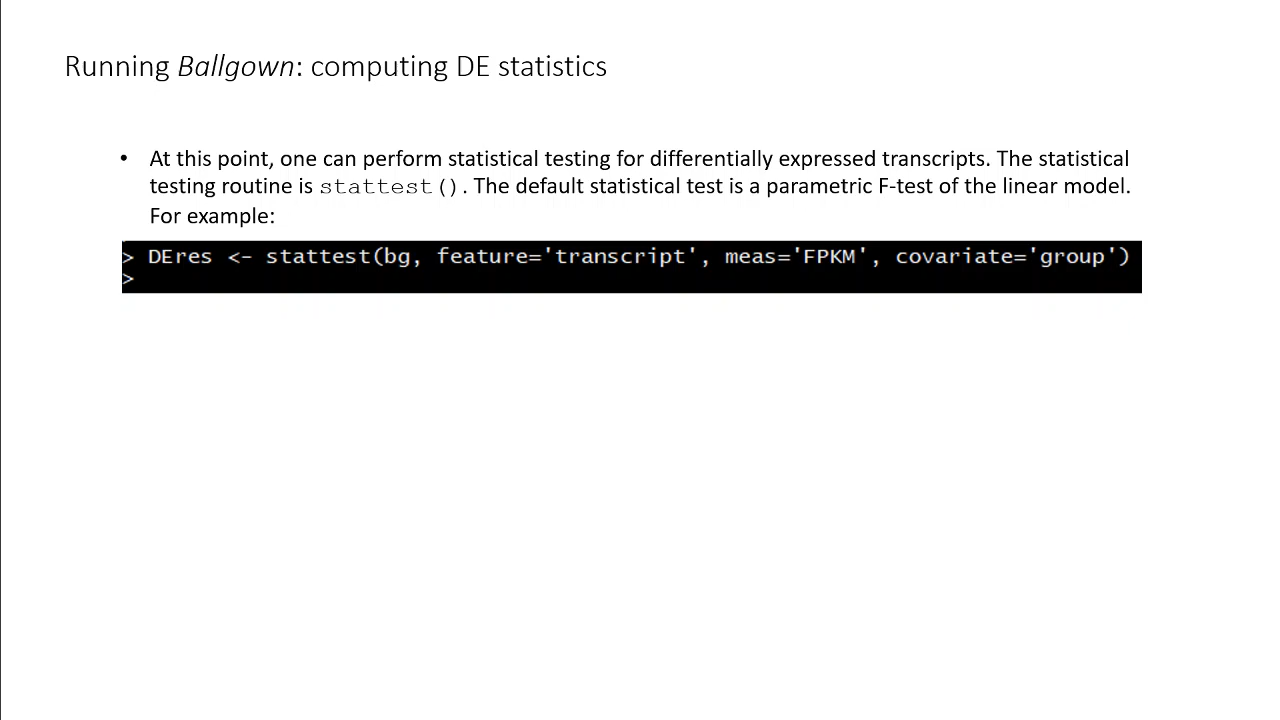 Running Ballgown: computing DE statistics
• At this point, one can perform statistical testing for differentially expressed transcripts. The statistical
testing routine is stattest(). The default statistical test is a parametric F-test of the linear model.
For example:
> DEres <- stattest(bg, feature='transcript', meas='FPKM', covariate='group')
>